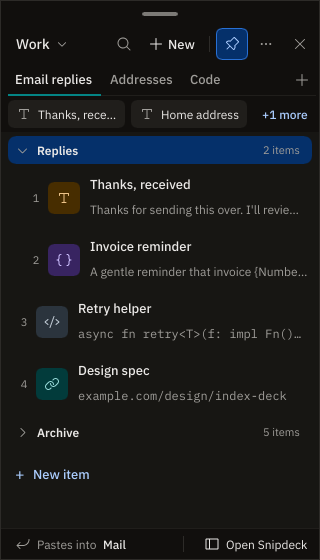 Work
New
Email replies
Addresses
Code
Thanks, rece...
Home address
+1 more
Replies
2 items
1
Thanks, received
Thanks for sending this over. I'll revie...
2
Invoice reminder
A gentle reminder that invoice {Numbe...
3
Retry helper
async fn retry<T>(f: impl Fn()...
4
Design spec
example.com/design/index-deck
Archive
5 items
+ New item
Pastes into Mail
Open Snipdeck